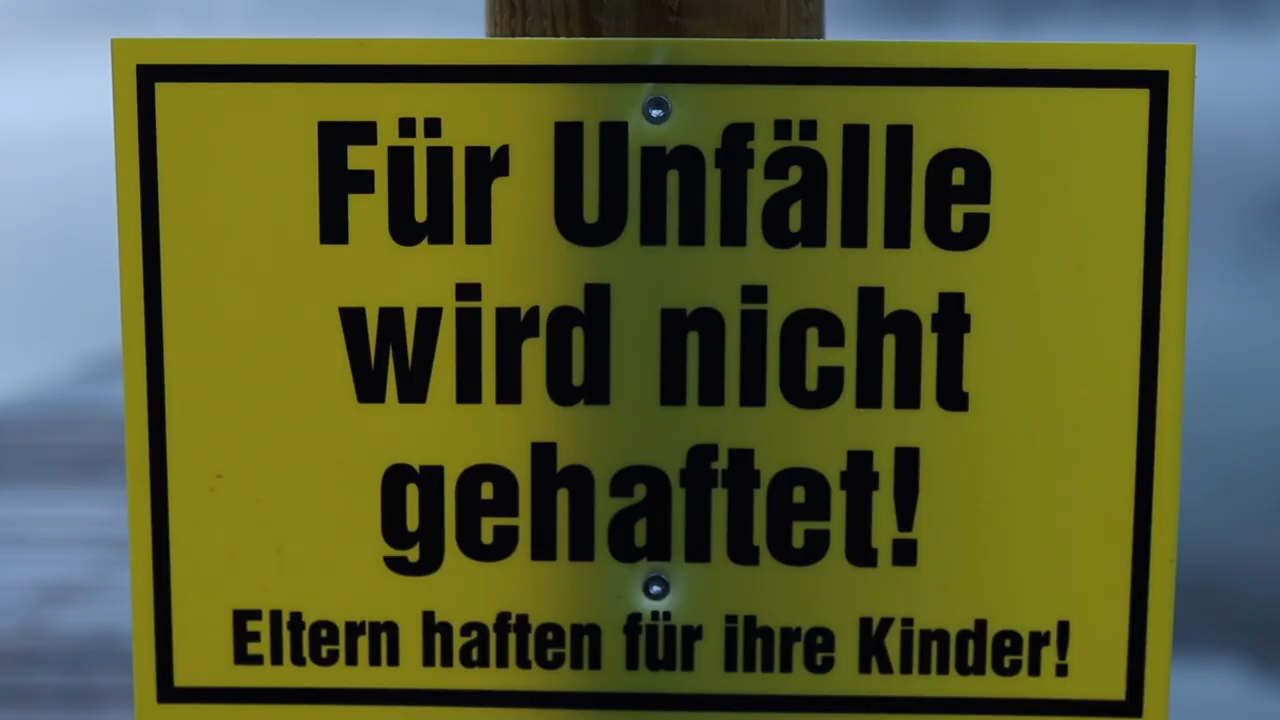 Für Unfälle
wird nicht
gehaftet!
Eltern haften für ihre Kinder!